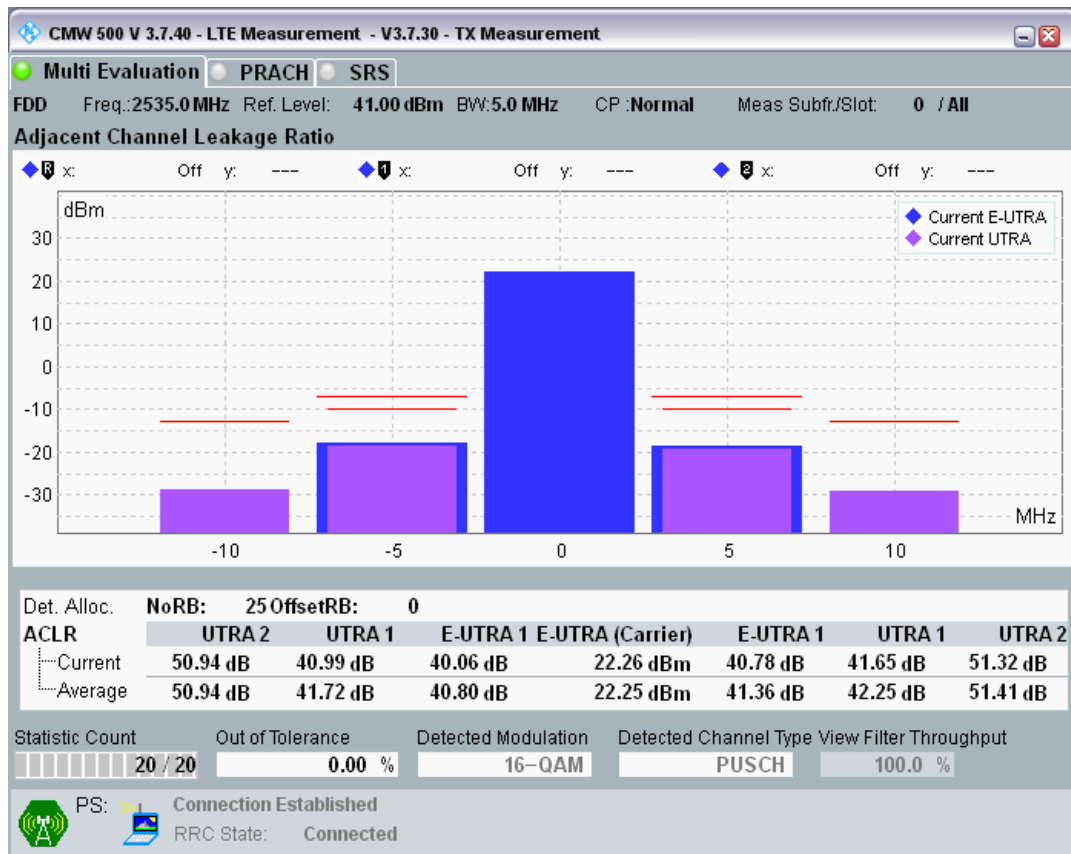 CMW 500 V 3.7.40 - LTE Measurement - V3.7.30 - TX Measurement
Multi Evaluation PRACH SRS
FDD Freq.:2535.0 MHz Ref. Level: 41.00 dBm BW:5.0 MHz CP :Normal Meas Subfr./Slot: 0 / All
Adjacent Channel Leakage Ratio
R x: Off y: --- 1 x: Off y: --- 2 x: Off y: ---
dBm
Current E-UTRA
Current UTRA
30
20
10
0
-10
-20
-30
MHz
-10 -5 0 5 10
Det. Alloc. NoRB: 25 OffsetRB: 0
ACLR UTRA 2 UTRA 1 E-UTRA 1 E-UTRA (Carrier) E-UTRA 1 UTRA 1 UTRA 2
Current 50.94 dB 40.99 dB 40.06 dB 22.26 dBm 40.78 dB 41.65 dB 51.32 dB
Average 50.94 dB 41.72 dB 40.80 dB 22.25 dBm 41.36 dB 42.25 dB 51.41 dB
Statistic Count Out of Tolerance Detected Modulation Detected Channel Type View Filter Throughput
20 / 20 0.00 % 16-QAM PUSCH 100.0 %
PS: Connection Established
RRC State: Connected